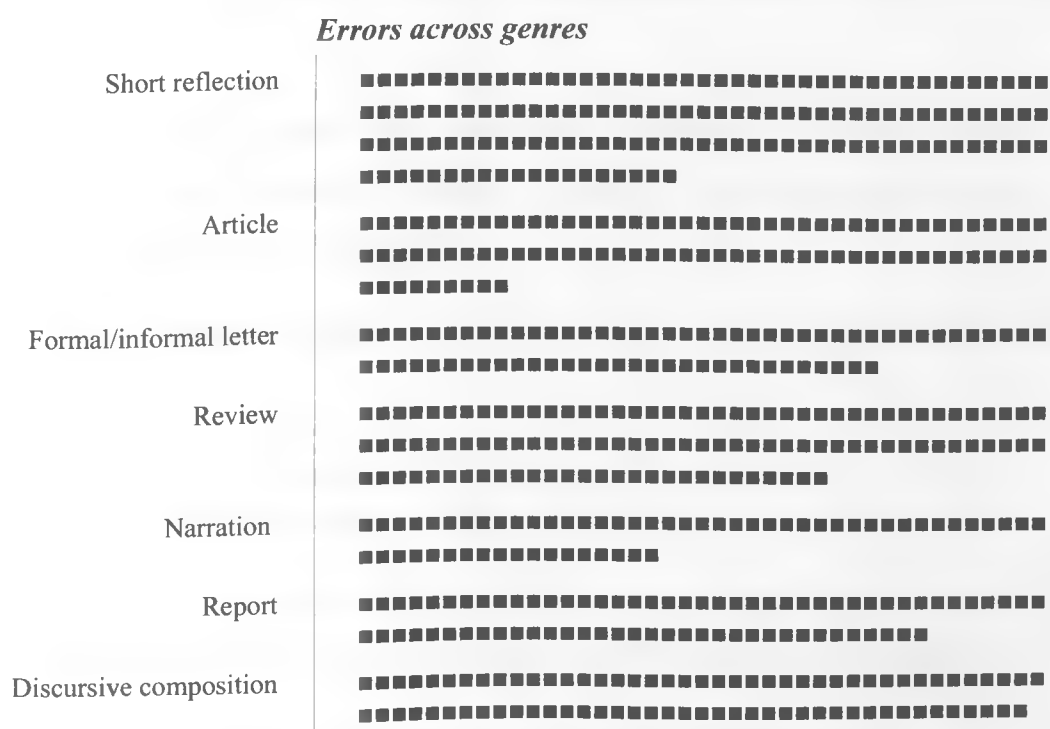 Errors across genres
Short reflection
Article
Formal/informal letter
Review
Narration
Report
Discursive composition